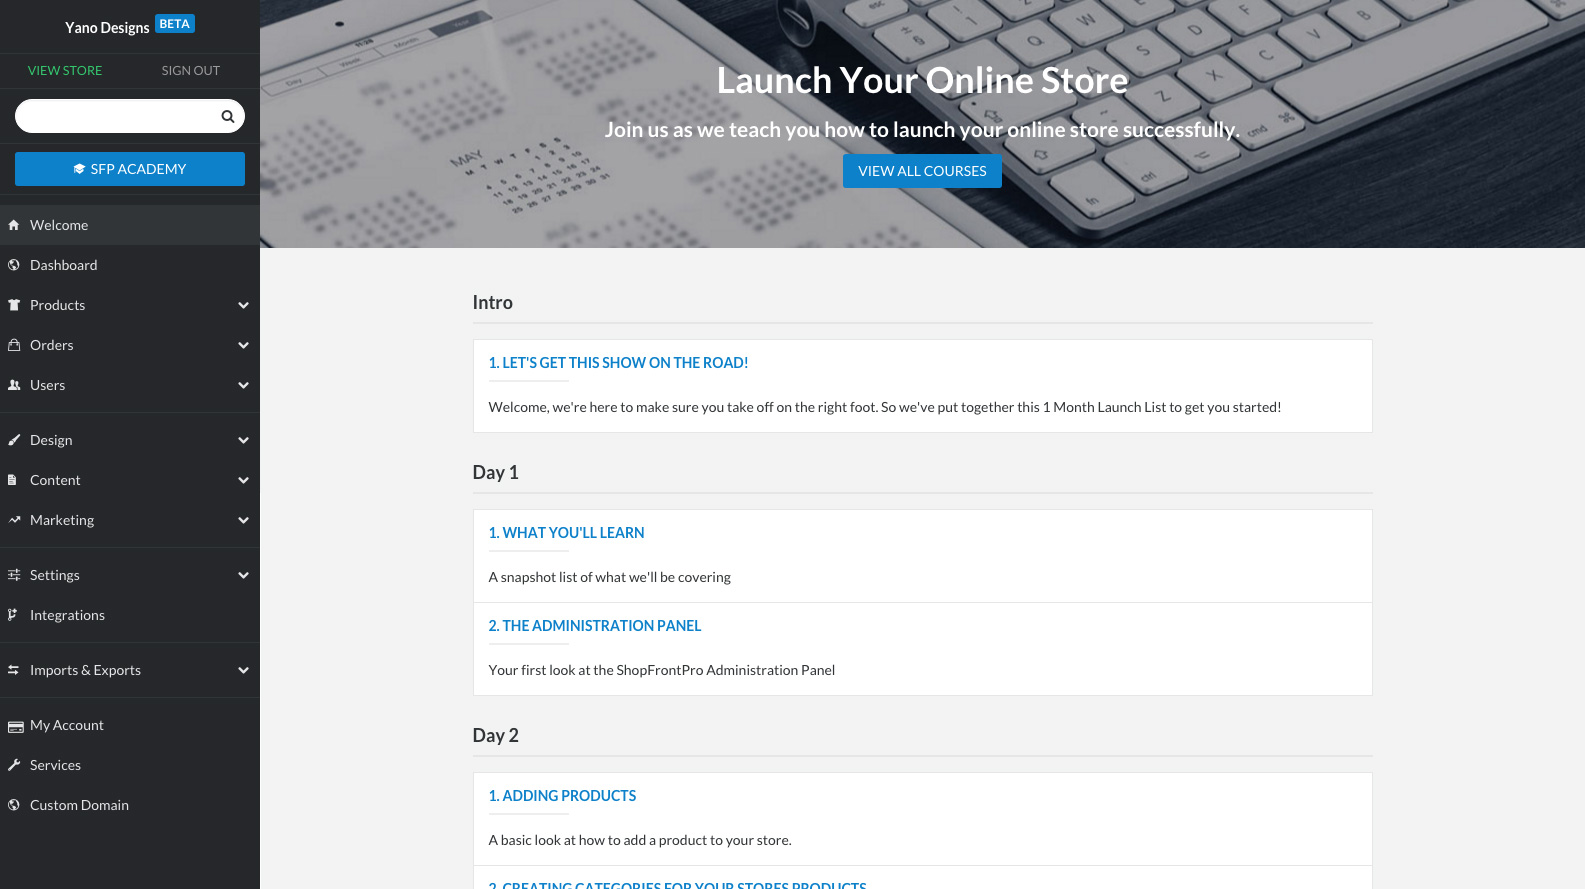 Yano Designs BETA
VIEW STORE SIGN OUT
SFP ACADEMY
Welcome
Dashboard
Products
Orders
Users
Design
Content
Marketing
Settings
Integrations
Imports & Exports
My Account
Services
Custom Domain
Launch Your Online Store
Join us as we teach you how to launch your online store successfully.
VIEW ALL COURSES
Intro
1. LET'S GET THIS SHOW ON THE ROAD!
Welcome, we're here to make sure you take off on the right foot. So we've put together this 1 Month Launch List to get you started!
Day 1
1. WHAT YOU'LL LEARN
A snapshot list of what we'll be covering
2. THE ADMINISTRATION PANEL
Your first look at the ShopFrontPro Administration Panel
Day 2
1. ADDING PRODUCTS
A basic look at how to add a product to your store.
2. CREATING CATEGORIES FOR YOUR STORES PRODUCTS